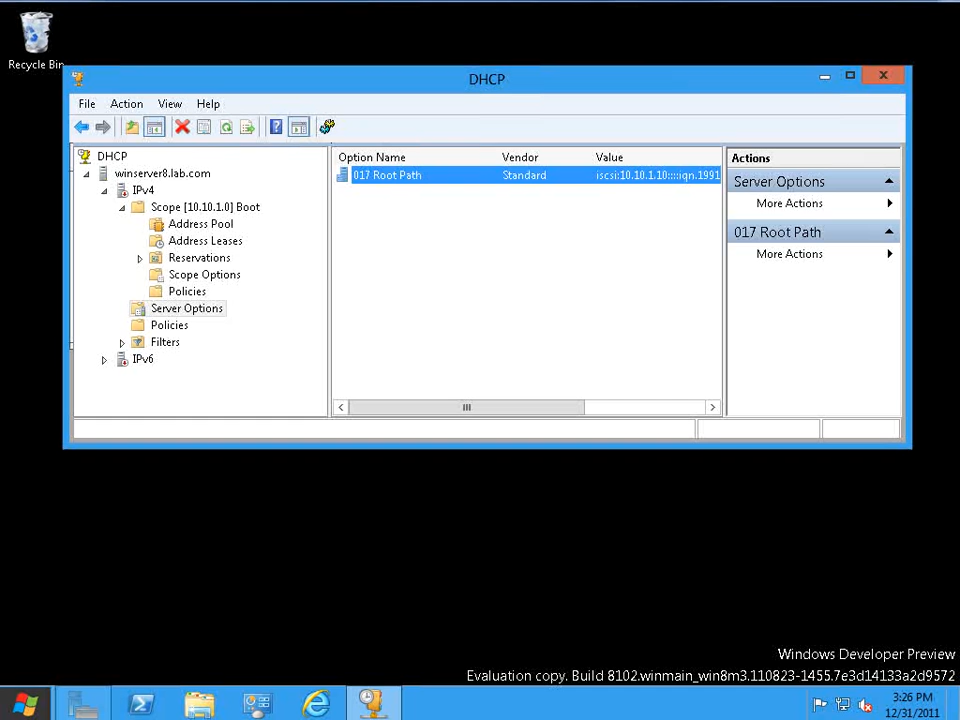 Recycle Bin
DHCP
File Action View Help
DHCP
winserver8.lab.com
IPv4
Scope [10.10.1.0] Boot
Address Pool
Address Leases
Reservations
Scope Options
Policies
Server Options
Policies
Filters
IPv6
Option Name Vendor Value
017 Root Path Standard iscsi:10.10.1.10::::iqn.1991
Actions
Server Options
More Actions
017 Root Path
More Actions
Windows Developer Preview
Evaluation copy. Build 8102.winmain_win8m3.110823-1455.7e3d14133a2d9572
3:26 PM
12/31/2011